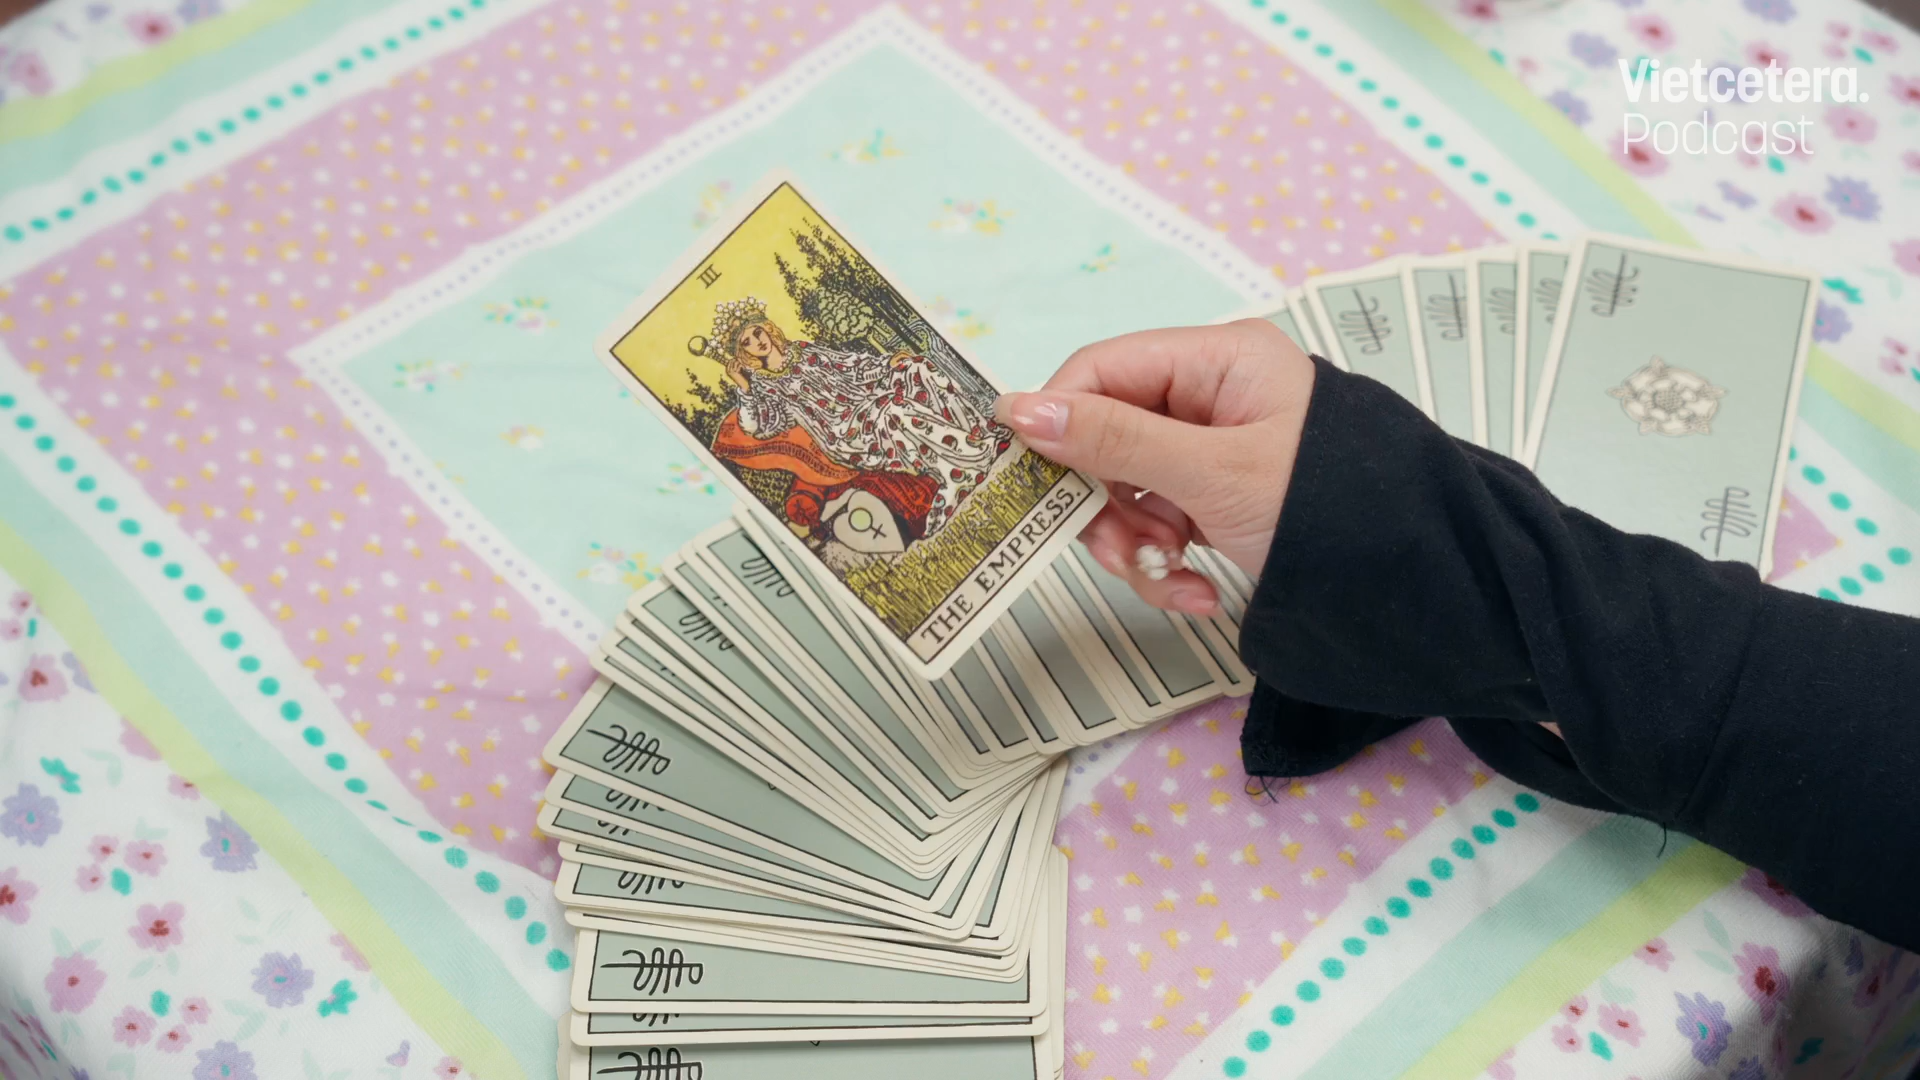 Vietcetera.
Podcast
III
THE EMPRESS.